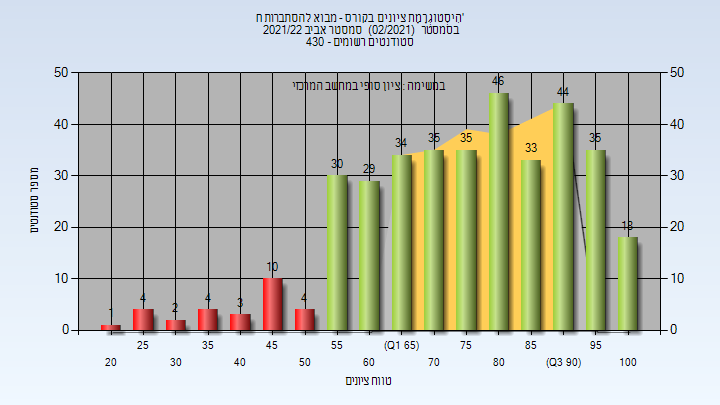 היסטוגרמת ציונים בקורס - מבוא להסתברות ח'
בסמסטר (02/2021) סמסטר אביב 2021/22
סטודנטים רשומים - 430
במשימה : ציון סופי במחשב המרכזי
מספר סטודנטים
50 50
40 40
30 30
20 20
10 10
0 0
1 4 2 4 3 10 4 30 29 34 35 35 46 33 44 35 18
25 35 45 55 (Q1 65) 75 85 95
20 30 40 50 60 70 80 (Q3 90) 100
טווח ציונים